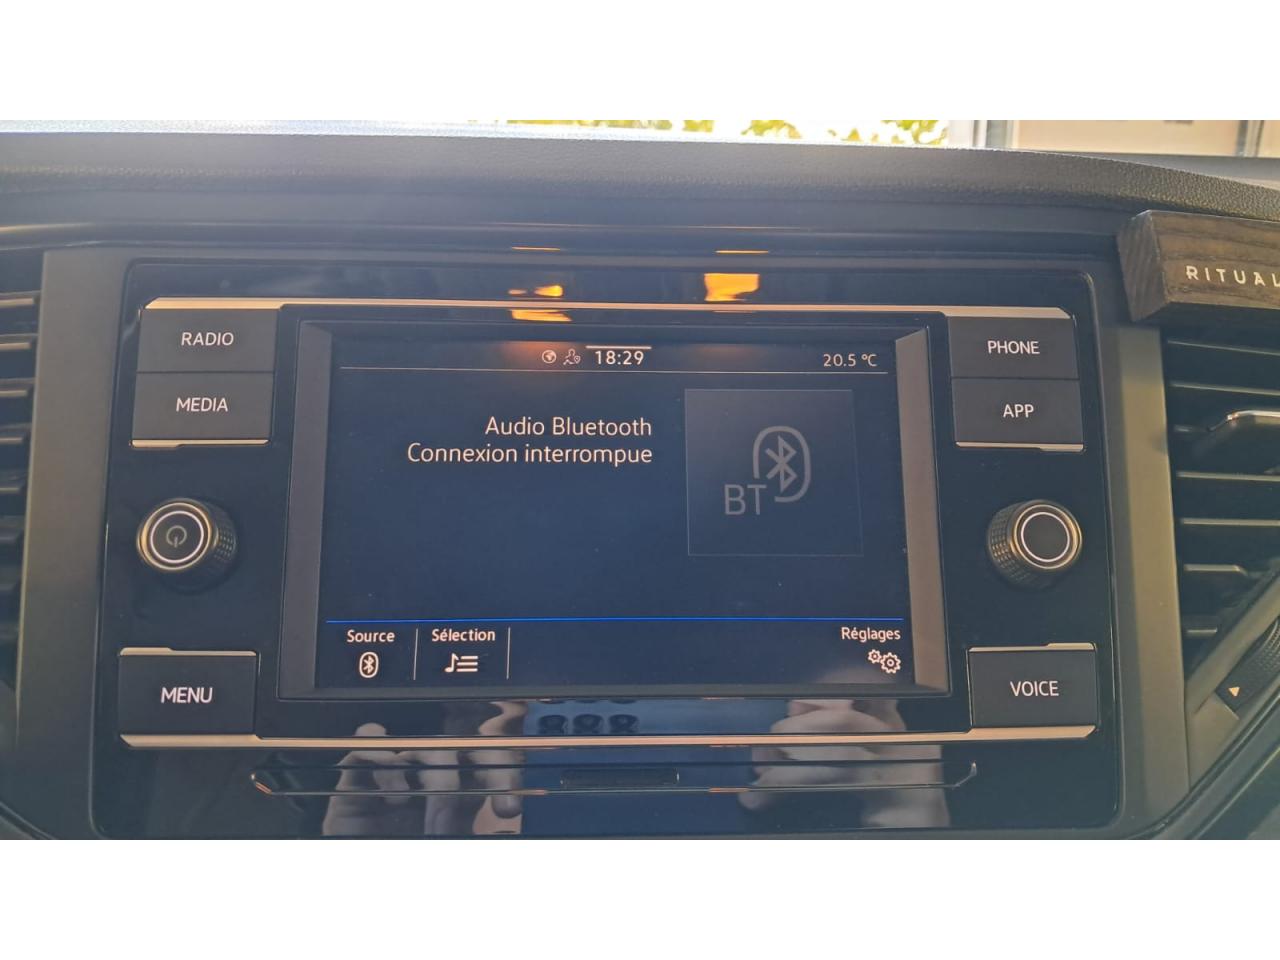 RITUAL
RADIO
MEDIA
MENU
18:29
20.5 °C
Audio Bluetooth
Connexion interrompue
BT
Source
Sélection
Réglages
PHONE
APP
VOICE